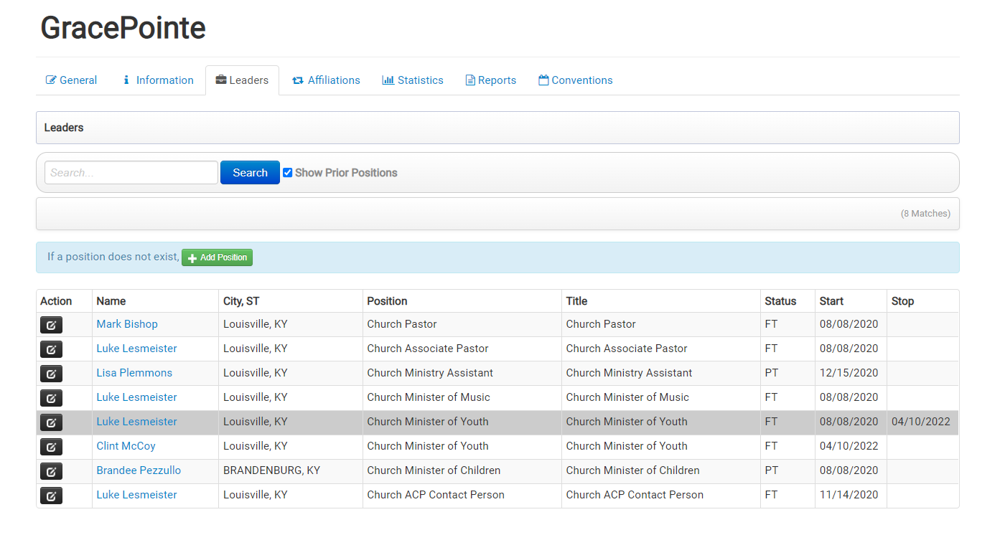 GracePointe
General Information Leaders Affiliations Statistics Reports Conventions
Leaders
Search... Search Show Prior Positions
(8 Matches)
If a position does not exist, Add Position
Action Name City, ST Position Title Status Start Stop
Mark Bishop Louisville, KY Church Pastor Church Pastor FT 08/08/2020
Luke Lesmeister Louisville, KY Church Associate Pastor Church Associate Pastor FT 08/08/2020
Lisa Plemmons Louisville, KY Church Ministry Assistant Church Ministry Assistant PT 12/15/2020
Luke Lesmeister Louisville, KY Church Minister of Music Church Minister of Music FT 08/08/2020
Luke Lesmeister Louisville, KY Church Minister of Youth Church Minister of Youth FT 08/08/2020 04/10/2022
Clint McCoy Louisville, KY Church Minister of Youth Church Minister of Youth FT 04/10/2022
Brandee Pezzullo BRANDENBURG, KY Church Minister of Children Church Minister of Children PT 08/08/2020
Luke Lesmeister Louisville, KY Church ACP Contact Person Church ACP Contact Person FT 11/14/2020